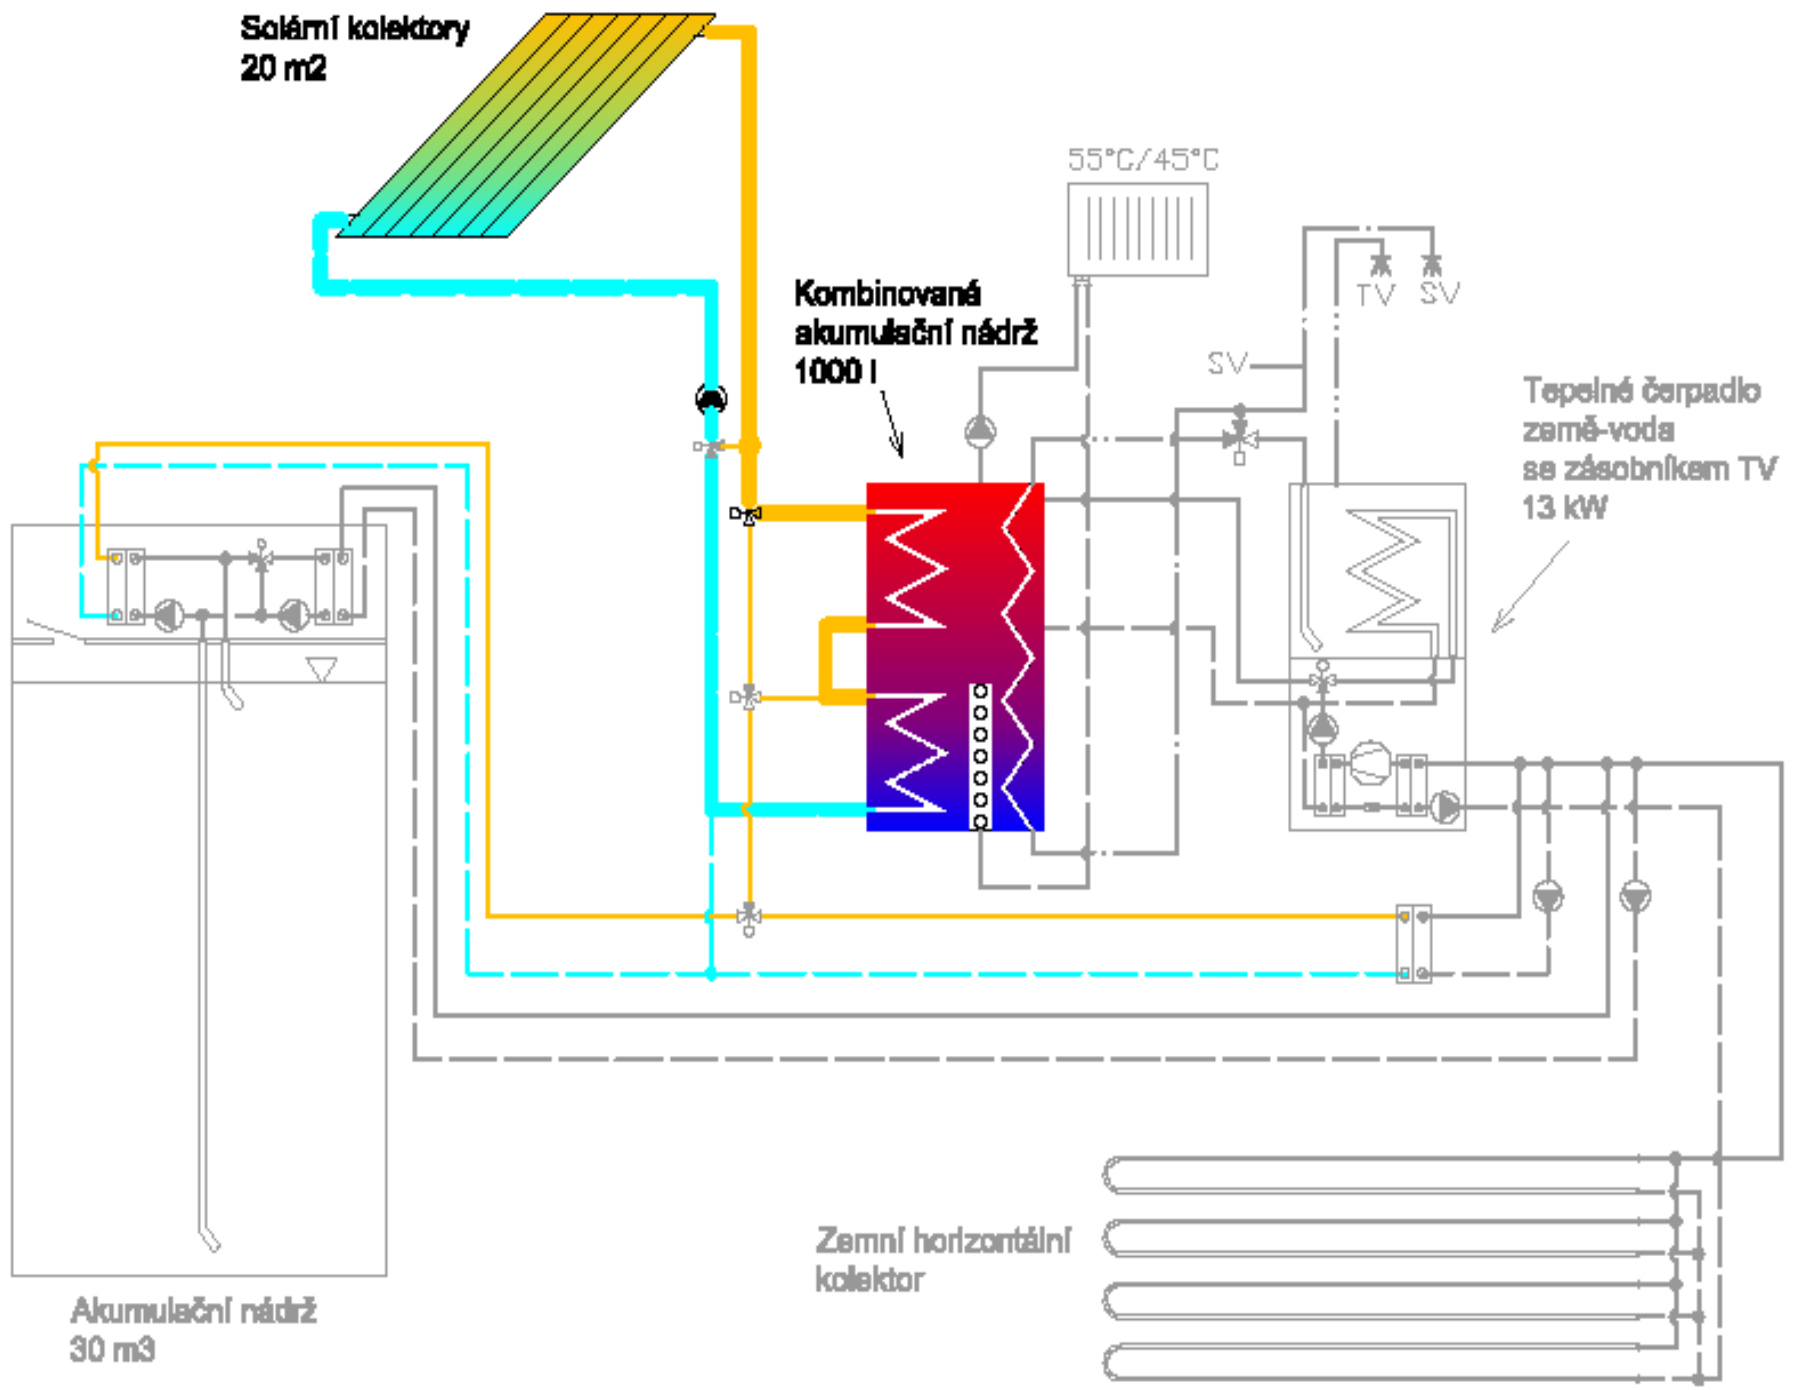 Solární kolektory
20 m2
55°C/45°C
Kombinovaná
akumulační nádrž
1000 l
TV
SV
SV
Tepelné čerpadlo
země-voda
se zásobníkem TV
13 kW
Zemní horizontální
kolektor
Akumulační nádrž
30 m3